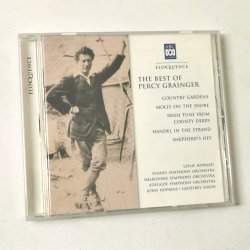 ABC
Classics
ELOQUENCE
ELOQUENCE
THE BEST OF
PERCY GRAINGER
COUNTRY GARDENS
MOLLY ON THE SHORE
IRISH TUNE FROM
COUNTY DERRY
HANDEL IN THE STRAND
SHEPHERD'S HEY
LESLIE HOWARD
SYDNEY SYMPHONY ORCHESTRA
MELBOURNE SYMPHONY ORCHESTRA
ADELAIDE SYMPHONY ORCHESTRA
JOHN HOPKINS • GEOFFREY SIMON